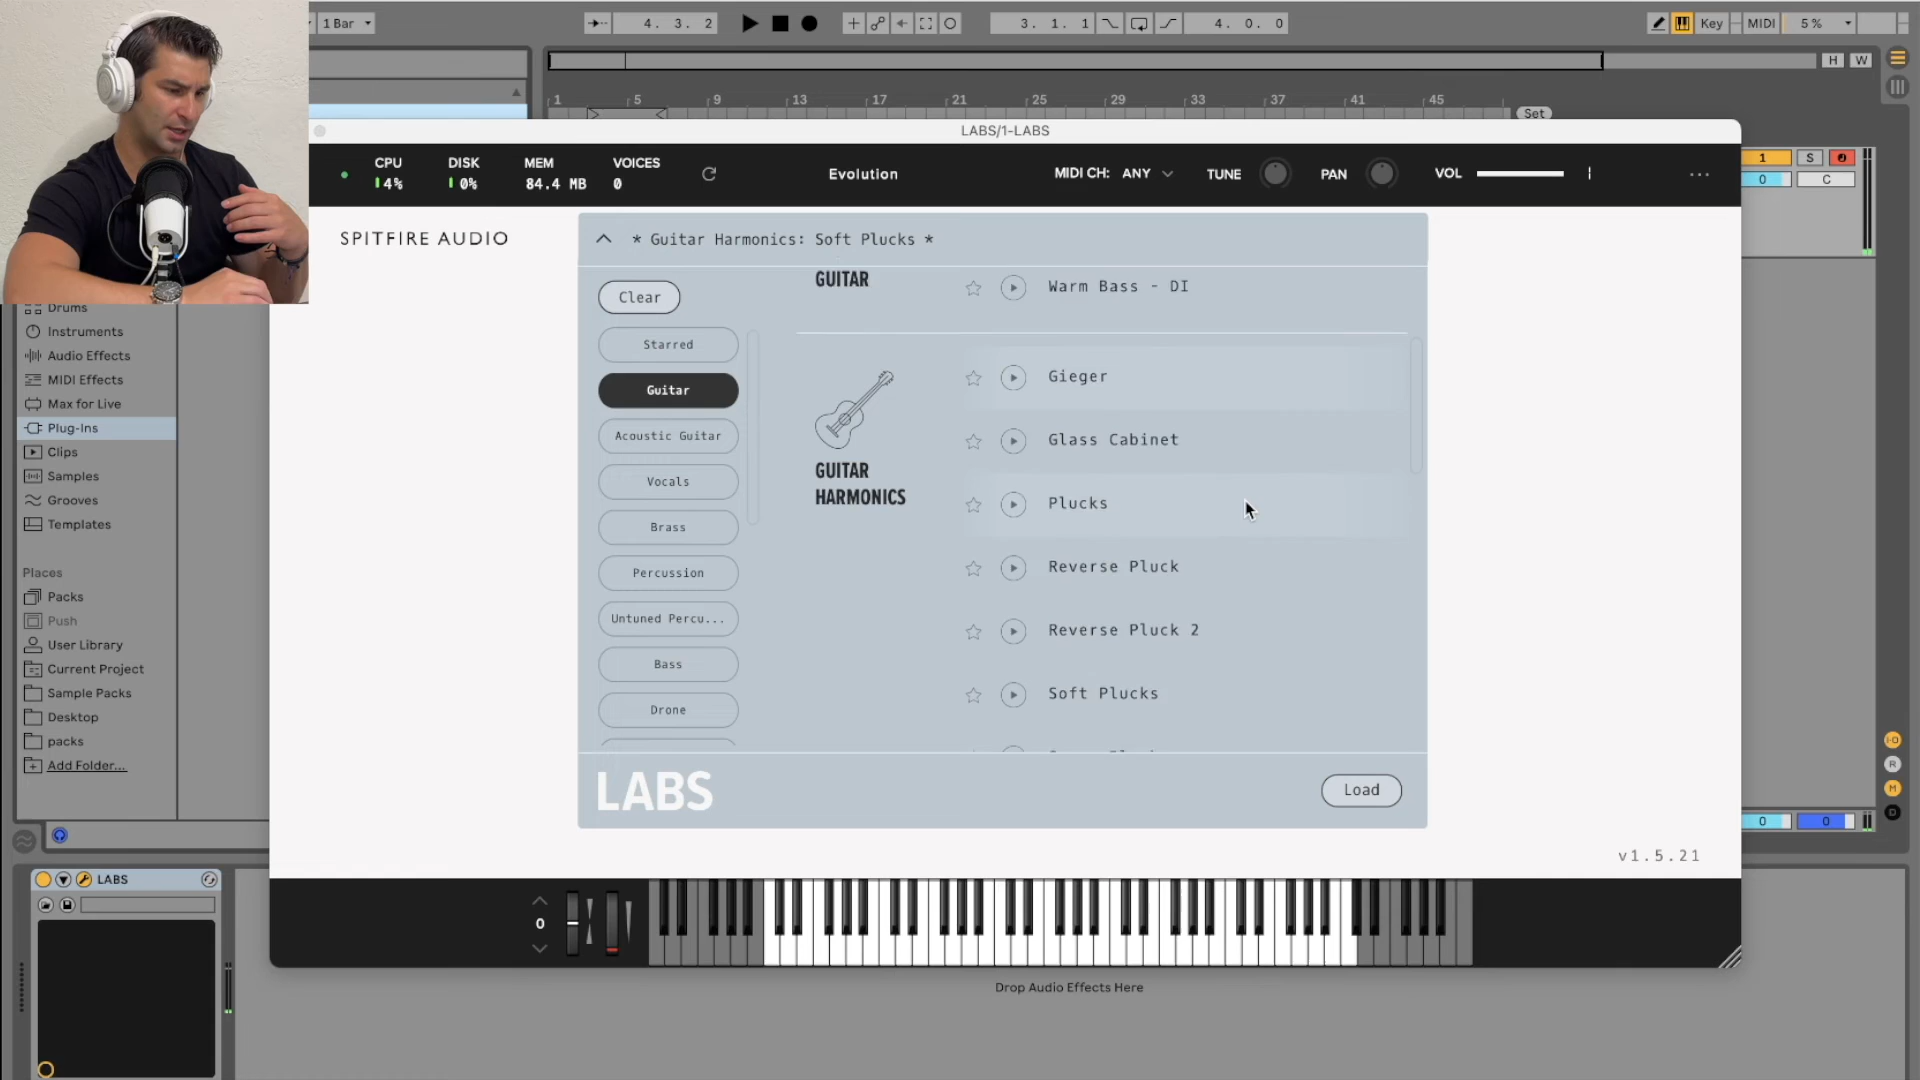 1 Bar
4. 3. 2
3. 1. 1
4. 0. 0
Key
MIDI
5 %
H
W
1
5
9
13
17
21
25
29
33
37
41
45
Set
LABS/1-LABS
CPU
4%
DISK
0%
MEM
84.4 MB
VOICES
0
Evolution
MIDI CH: ANY
TUNE
PAN
VOL
...
1
S
0
C
SPITFIRE AUDIO
* Guitar Harmonics: Soft Plucks *
Clear
Starred
Guitar
Acoustic Guitar
Vocals
Brass
Percussion
Untuned Percu...
Bass
Drone
GUITAR
Warm Bass - DI
GUITAR
HARMONICS
Gieger
Glass Cabinet
Plucks
Reverse Pluck
Reverse Pluck 2
Soft Plucks
LABS
Load
v1.5.21
Drums
Instruments
Audio Effects
MIDI Effects
Max for Live
Plug-Ins
Clips
Samples
Grooves
Templates
Places
Packs
Push
User Library
Current Project
Sample Packs
Desktop
packs
Add Folder...
I·O
R
M
D
0
0
LABS
0
Drop Audio Effects Here